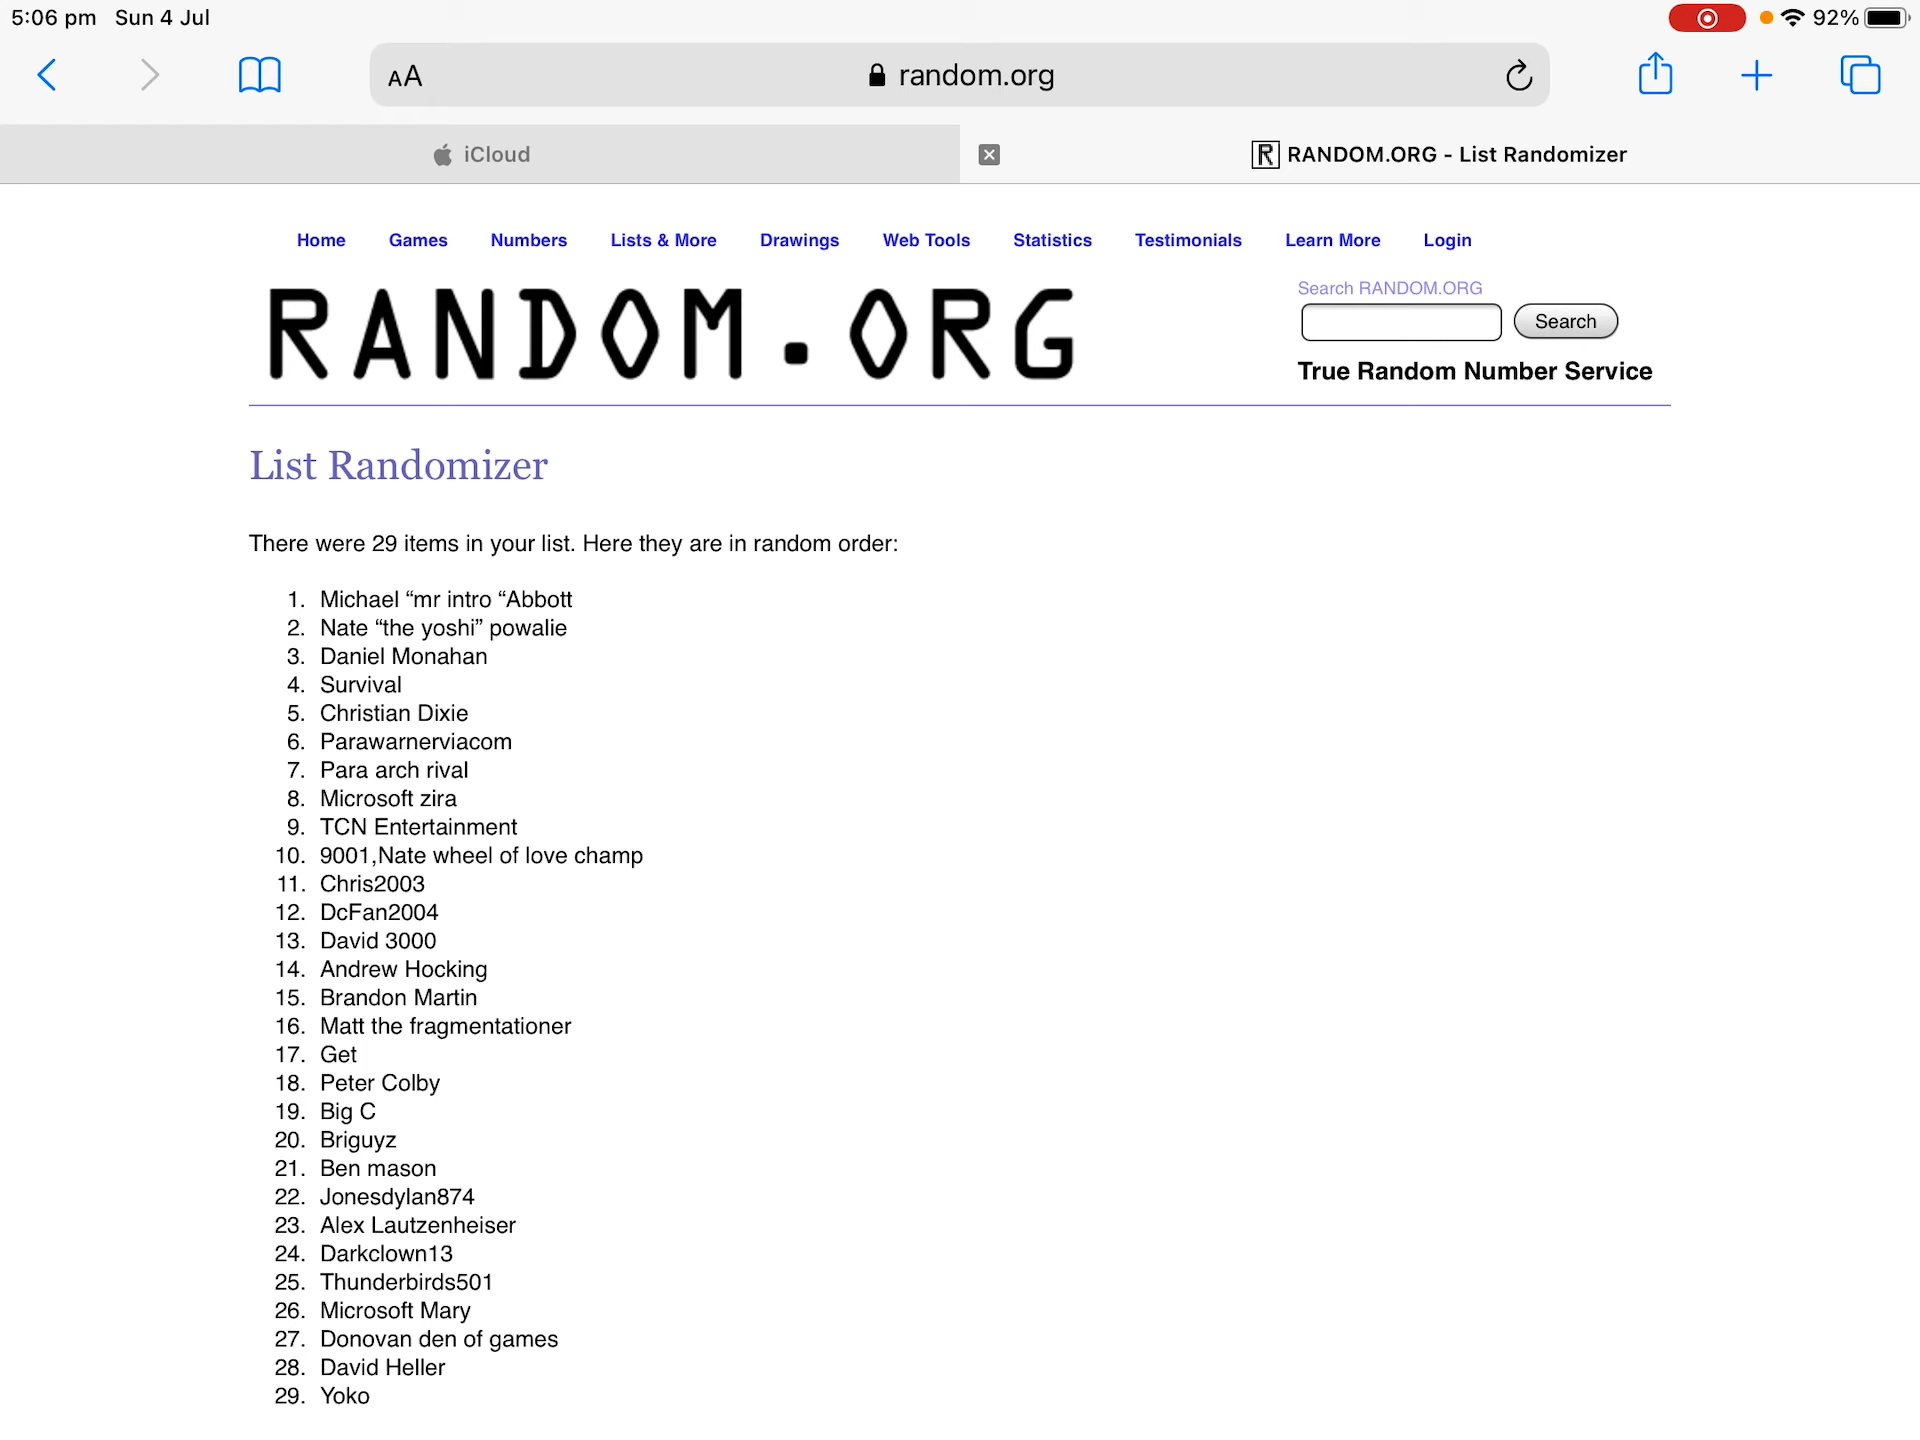 5:06 pm Sun 4 Jul 92%
AA random.org
iCloud RANDOM.ORG - List Randomizer
Home Games Numbers Lists & More Drawings Web Tools Statistics Testimonials Learn More Login
RANDOM.ORG
Search RANDOM.ORG
Search
True Random Number Service
List Randomizer
There were 29 items in your list. Here they are in random order:
1. Michael “mr intro “Abbott
2. Nate “the yoshi” powalie
3. Daniel Monahan
4. Survival
5. Christian Dixie
6. Parawarnerviacom
7. Para arch rival
8. Microsoft zira
9. TCN Entertainment
10. 9001,Nate wheel of love champ
11. Chris2003
12. DcFan2004
13. David 3000
14. Andrew Hocking
15. Brandon Martin
16. Matt the fragmentationer
17. Get
18. Peter Colby
19. Big C
20. Briguyz
21. Ben mason
22. Jonesdylan874
23. Alex Lautzenheiser
24. Darkclown13
25. Thunderbirds501
26. Microsoft Mary
27. Donovan den of games
28. David Heller
29. Yoko